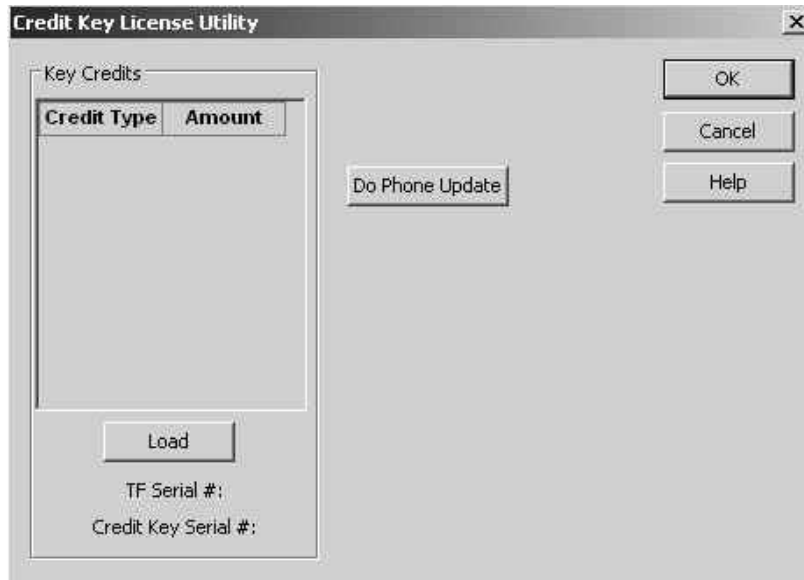 Credit Key License Utility
Key Credits
Credit Type Amount
Load
TF Serial #:
Credit Key Serial #:
Do Phone Update
OK
Cancel
Help